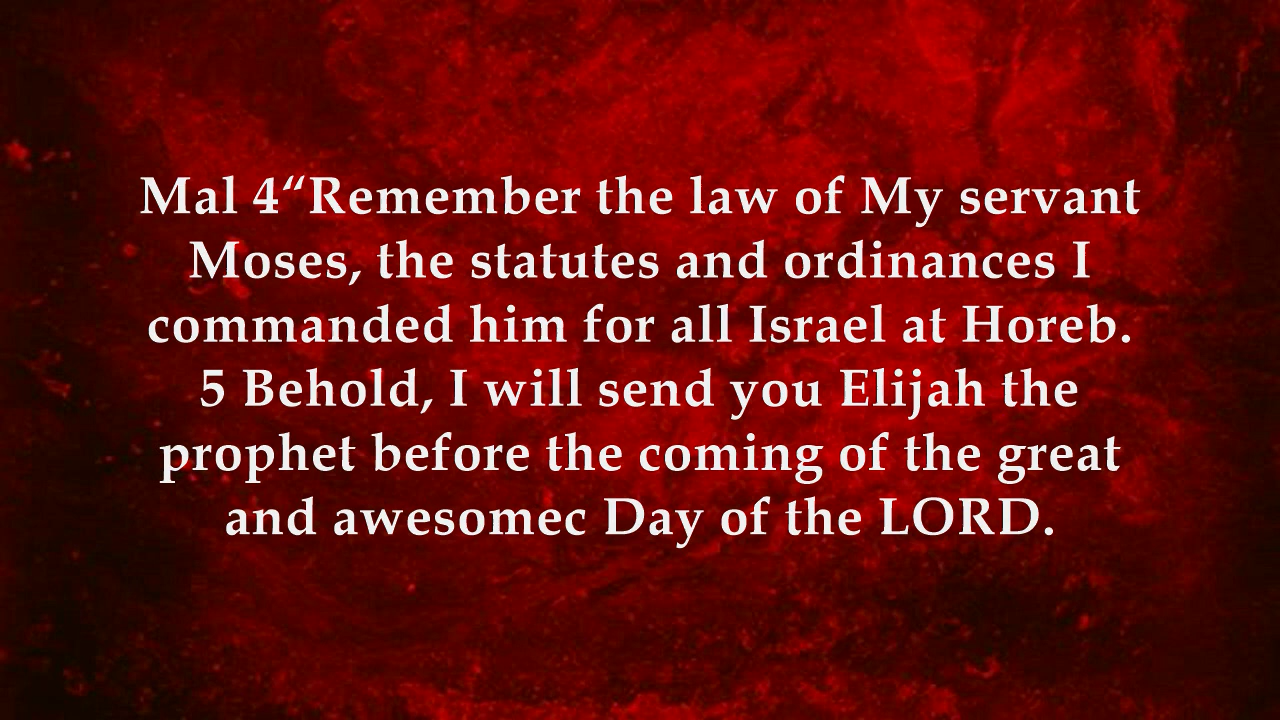 Mal 4“Remember the law of My servant
Moses, the statutes and ordinances I
commanded him for all Israel at Horeb.
5 Behold, I will send you Elijah the
prophet before the coming of the great
and awesomec Day of the LORD.